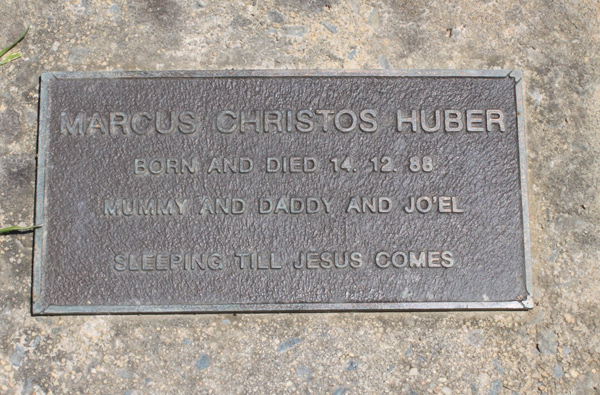 MARCUS CHRISTOS HUBER
BORN AND DIED 14. 12. 88
MUMMY AND DADDY AND JO'EL
SLEEPING TILL JESUS COMES